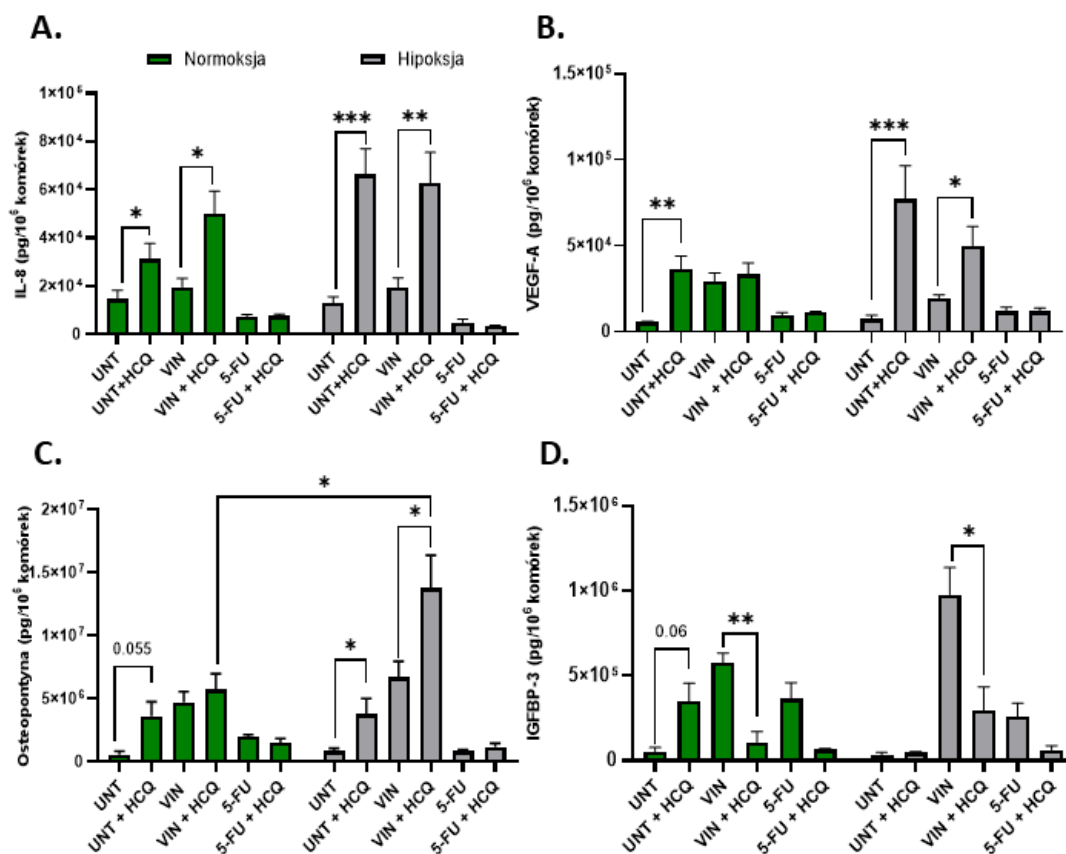 A.
Normoksja
Hipoksja
IL-8 (pg/10⁶ komórek)
1×10⁵
8×10⁴
6×10⁴
4×10⁴
2×10⁴
0
*
*
***
**
UNT
UNT+HCQ
VIN
VIN + HCQ
5-FU
5-FU + HCQ
UNT
UNT+HCQ
VIN
VIN + HCQ
5-FU
5-FU + HCQ
B.
VEGF-A (pg/10⁶ komórek)
1.5×10⁵
1×10⁵
5×10⁴
0
**
***
*
UNT
UNT+HCQ
VIN
VIN + HCQ
5-FU
5-FU + HCQ
UNT
UNT+HCQ
VIN
VIN + HCQ
5-FU
5-FU + HCQ
C.
Osteopontyna (pg/10⁶ komórek)
2×10⁷
1.5×10⁷
1×10⁷
5×10⁶
0
0.055
*
*
*
UNT
UNT + HCQ
VIN
VIN + HCQ
5-FU
5-FU + HCQ
UNT
UNT + HCQ
VIN
VIN + HCQ
5-FU
5-FU + HCQ
D.
IGFBP-3 (pg/10⁶ komórek)
1.5×10⁶
1×10⁶
5×10⁵
0
0.06
**
*
UNT
UNT + HCQ
VIN
VIN + HCQ
5-FU
5-FU + HCQ
UNT
UNT + HCQ
VIN
VIN + HCQ
5-FU
5-FU + HCQ